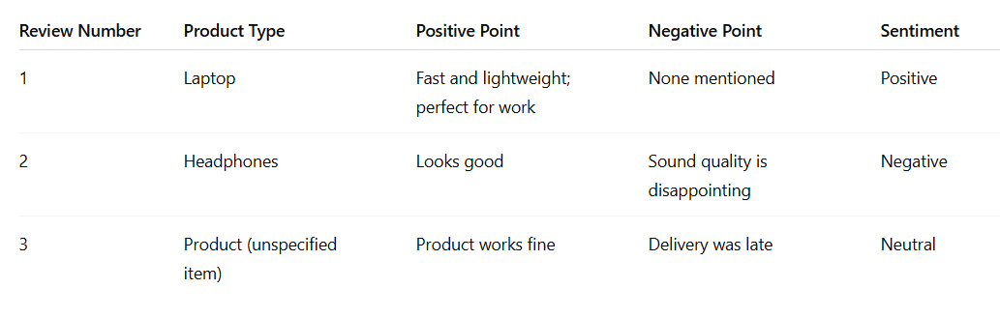 Review Number Product Type Positive Point Negative Point Sentiment
1 Laptop Fast and lightweight; None mentioned Positive
perfect for work
2 Headphones Looks good Sound quality is Negative
disappointing
3 Product (unspecified Product works fine Delivery was late Neutral
item)